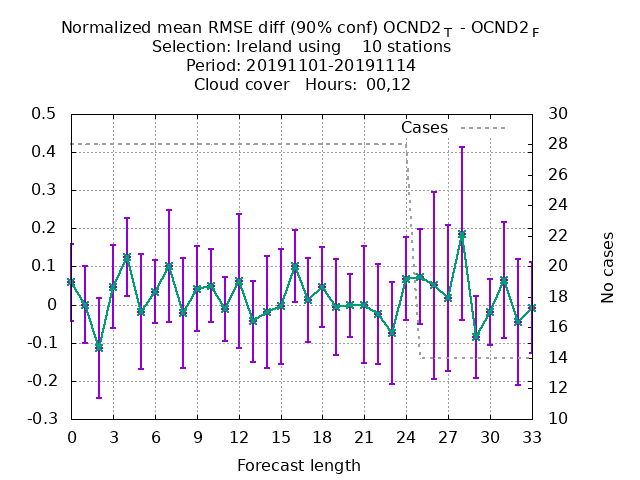 Normalized mean RMSE diff (90% conf) OCND2 T - OCND2 F
Selection: Ireland using 10 stations
Period: 20191101-20191114
Cloud cover Hours: 00,12
0.5
0.4
0.3
0.2
0.1
0
-0.1
-0.2
-0.3
Cases
30
28
26
24
22
20
18
16
14
12
10
No cases
0 3 6 9 12 15 18 21 24 27 30 33
Forecast length